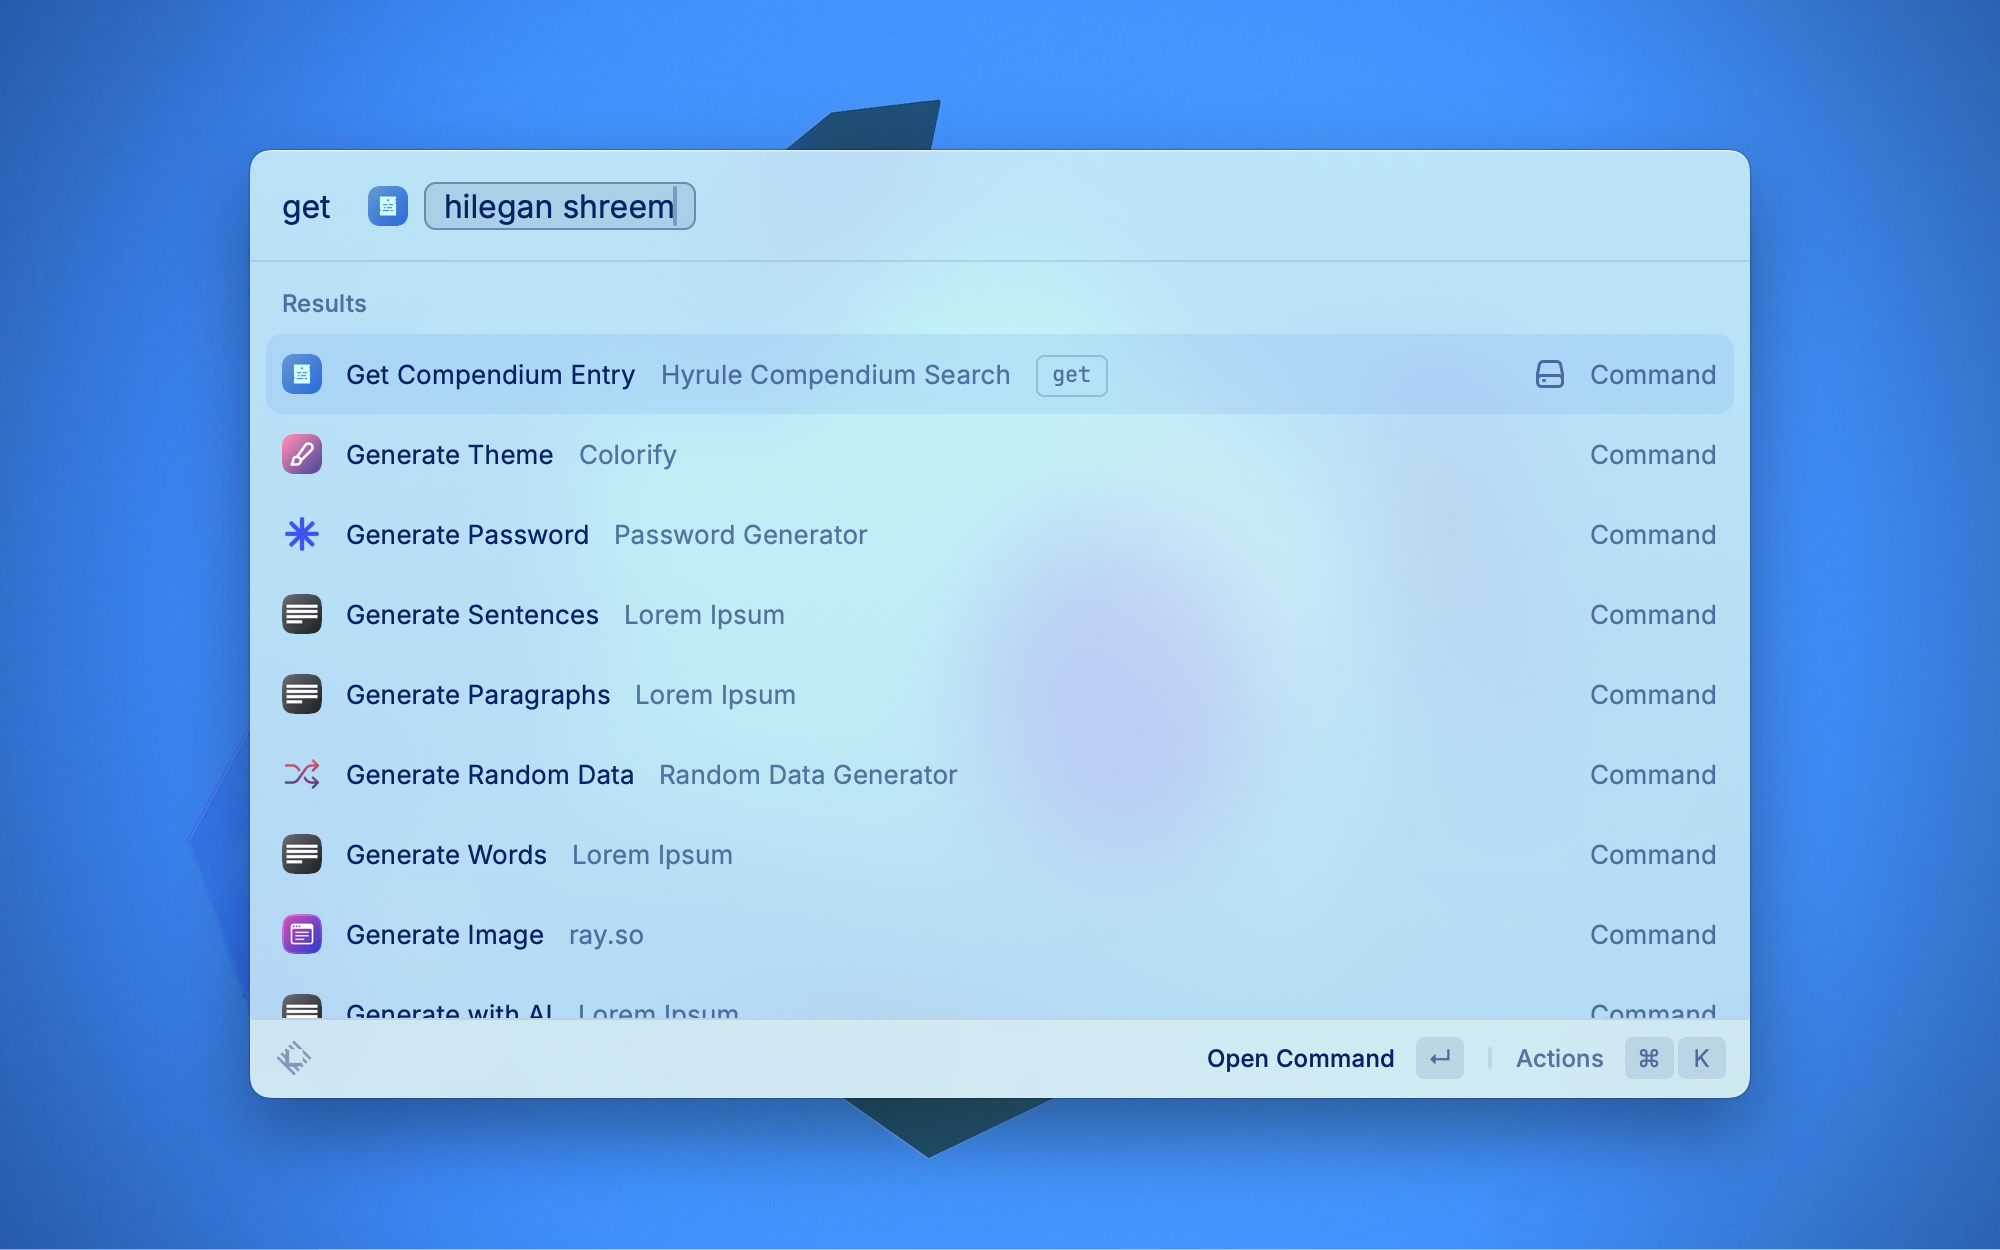 get hilegan shreem
Results
Get Compendium Entry Hyrule Compendium Search get Command
Generate Theme Colorify Command
Generate Password Password Generator Command
Generate Sentences Lorem Ipsum Command
Generate Paragraphs Lorem Ipsum Command
Generate Random Data Random Data Generator Command
Generate Words Lorem Ipsum Command
Generate Image ray.so Command
Generate with AI Lorem Ipsum Command
Open Command ↵ Actions ⌘ K